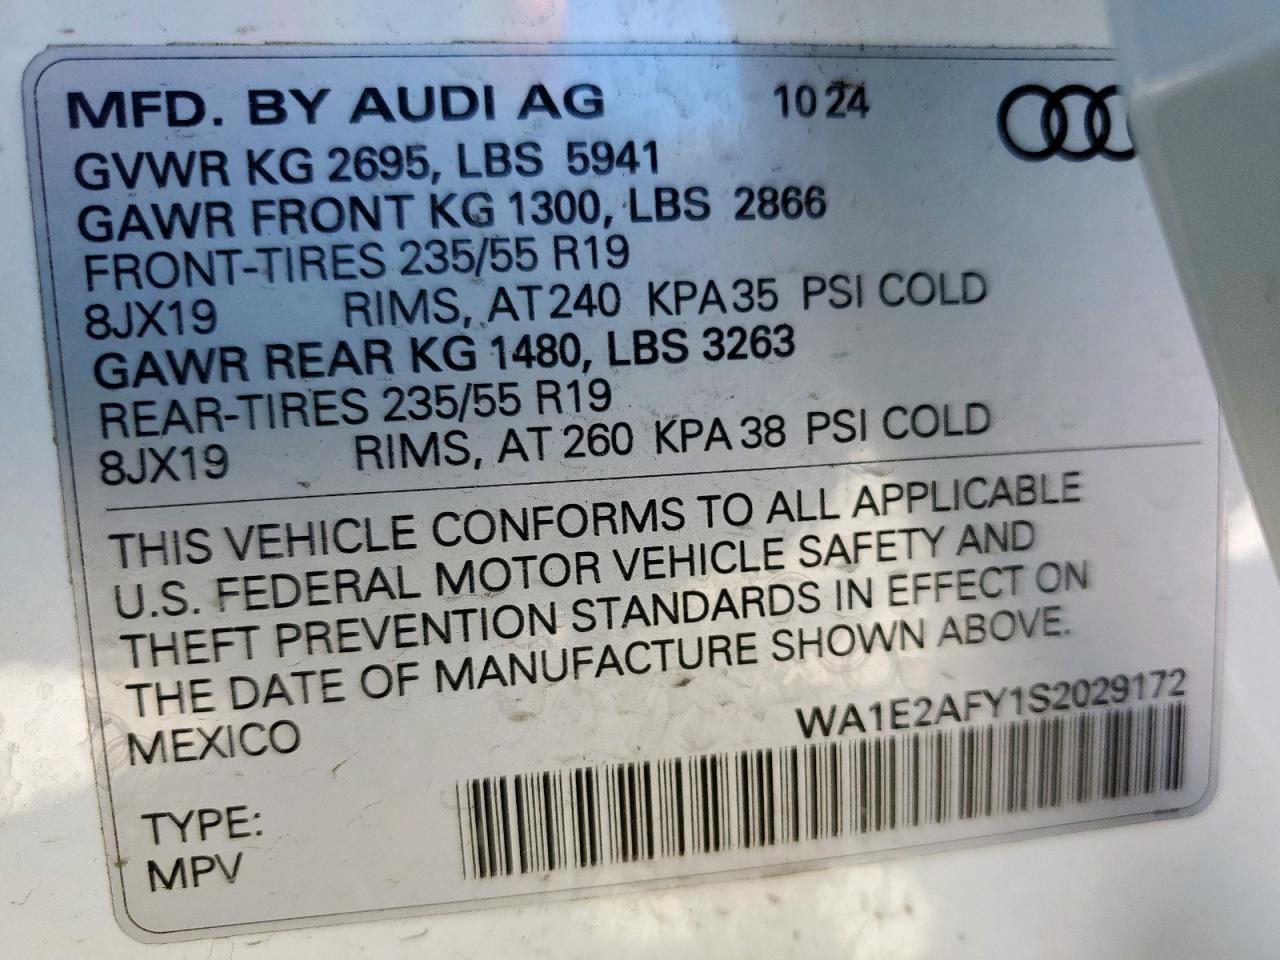 MFD. BY AUDI AG 10 24
GVWR KG 2695, LBS 5941
GAWR FRONT KG 1300, LBS 2866
FRONT-TIRES 235/55 R19
8JX19 RIMS, AT 240 KPA 35 PSI COLD
GAWR REAR KG 1480, LBS 3263
REAR-TIRES 235/55 R19
8JX19 RIMS, AT 260 KPA 38 PSI COLD
THIS VEHICLE CONFORMS TO ALL APPLICABLE
U.S. FEDERAL MOTOR VEHICLE SAFETY AND
THEFT PREVENTION STANDARDS IN EFFECT ON
THE DATE OF MANUFACTURE SHOWN ABOVE.
MEXICO
WA1E2AFY1S2029172
TYPE:
MPV